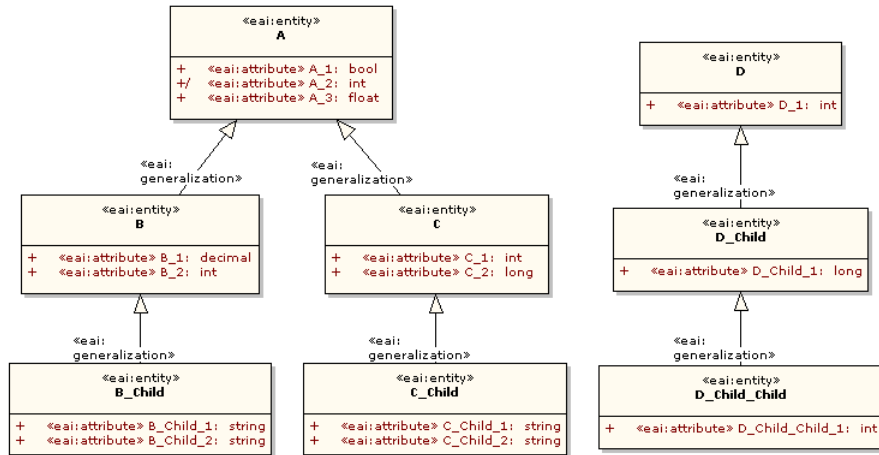 «eai:entity»
A
+ «eai:attribute» A_1: bool
+/ «eai:attribute» A_2: int
+ «eai:attribute» A_3: float
«eai:entity»
D
+ «eai:attribute» D_1: int
«eai:
generalization»
«eai:
generalization»
«eai:
generalization»
«eai:entity»
B
+ «eai:attribute» B_1: decimal
+ «eai:attribute» B_2: int
«eai:entity»
C
+ «eai:attribute» C_1: int
+ «eai:attribute» C_2: long
«eai:entity»
D_Child
+ «eai:attribute» D_Child_1: long
«eai:
generalization»
«eai:
generalization»
«eai:
generalization»
«eai:entity»
B_Child
+ «eai:attribute» B_Child_1: string
+ «eai:attribute» B_Child_2: string
«eai:entity»
C_Child
+ «eai:attribute» C_Child_1: string
+ «eai:attribute» C_Child_2: string
«eai:entity»
D_Child_Child
+ «eai:attribute» D_Child_Child_1: int